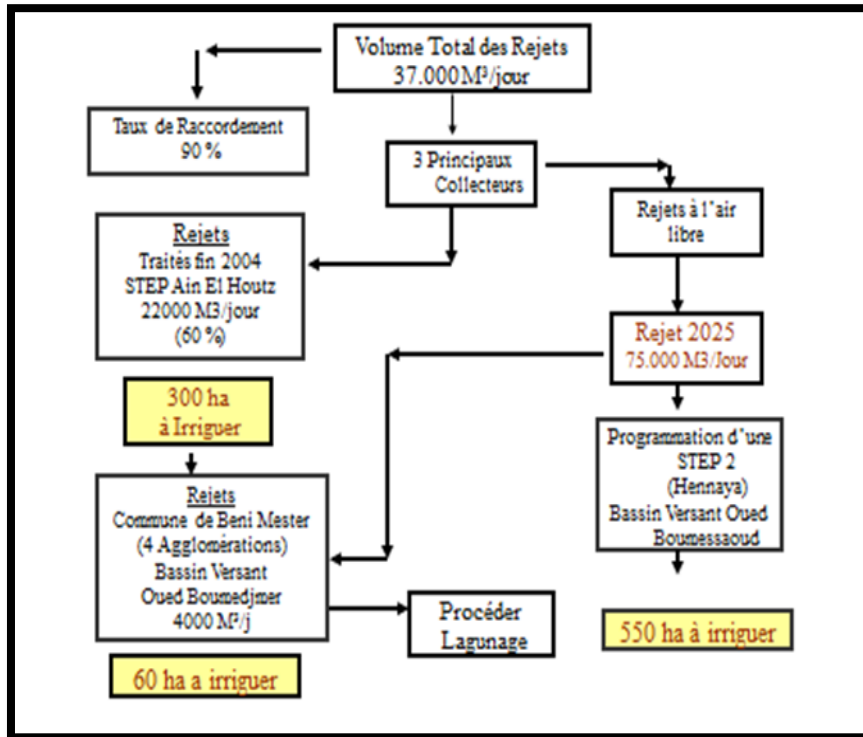 Volume Total des Rejets
37.000 M³/jour
Taux de Raccordement
90 %
3 Principaux
Collecteurs
Rejets à l'air
libre
Rejets
Traités fin 2004
STEP Ain El Houtz
22000 M3/jour
(60 %)
Rejet 2025
75.000 M3/Jour
300 ha
à Irriguer
Programmation d'une
STEP 2
(Hennaya)
Bassin Versant Oued
Boumessaoud
Rejets
Commune de Beni Mester
(4 Agglomérations)
Bassin Versant
Oued Boumedjmer
4000 M³/j
Procéder
Lagunage
550 ha à irriguer
60 ha a irriguer